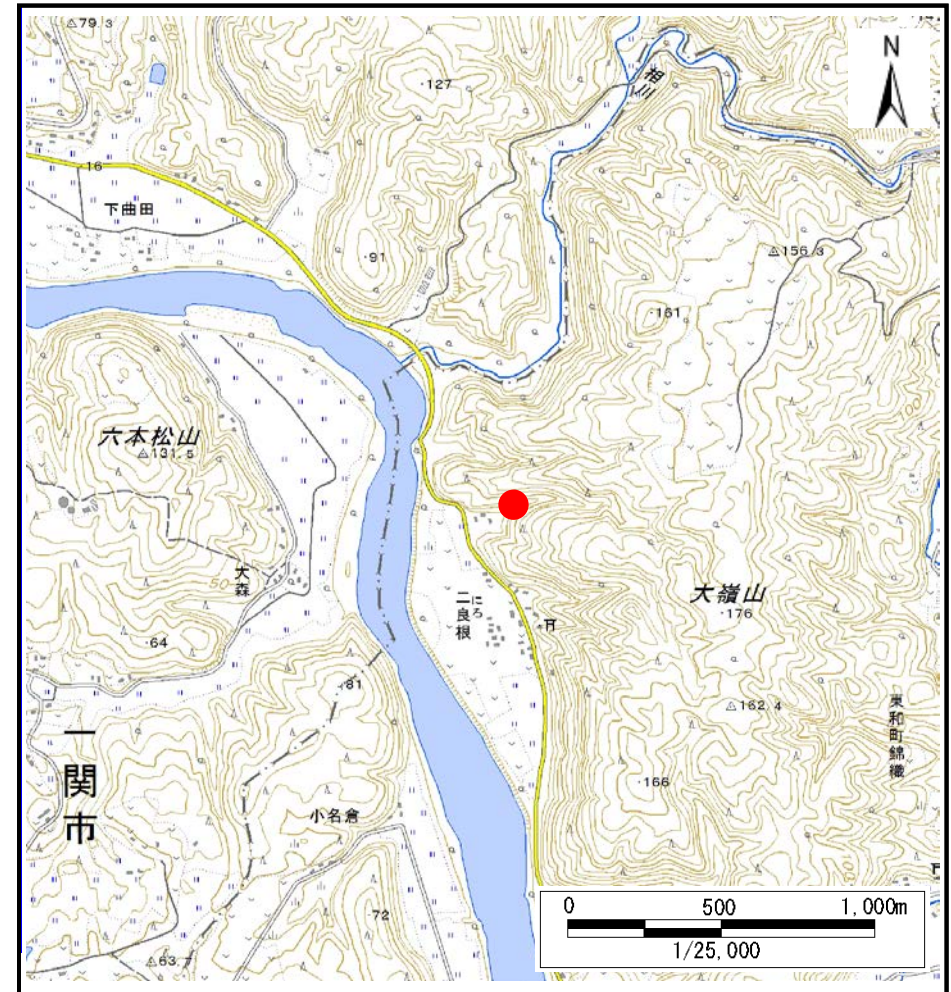 79.3
N
127
相川
16
下曲田
156.3
91
161
六本松山
131.5
100
大森
50
二良根
にろ
大嶺山
176
64
81
162.4
東和町錦織
一関市
166
小名倉
72
63.7
0 500 1,000m
1/25,000